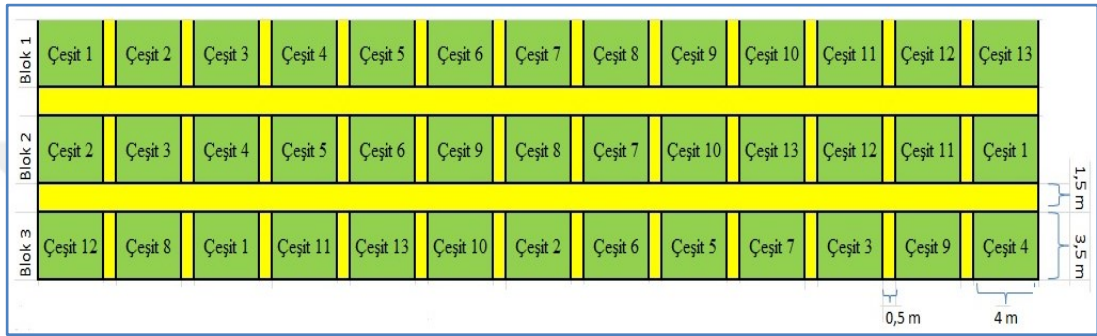 Blok 1
Çeşit 1 Çeşit 2 Çeşit 3 Çeşit 4 Çeşit 5 Çeşit 6 Çeşit 7 Çeşit 8 Çeşit 9 Çeşit 10 Çeşit 11 Çeşit 12 Çeşit 13
Blok 2
Çeşit 2 Çeşit 3 Çeşit 4 Çeşit 5 Çeşit 6 Çeşit 9 Çeşit 8 Çeşit 7 Çeşit 10 Çeşit 13 Çeşit 12 Çeşit 11 Çeşit 1
1,5 m
Blok 3
Çeşit 12 Çeşit 8 Çeşit 1 Çeşit 11 Çeşit 13 Çeşit 10 Çeşit 2 Çeşit 6 Çeşit 5 Çeşit 7 Çeşit 3 Çeşit 9 Çeşit 4
3,5 m
0,5 m 4 m